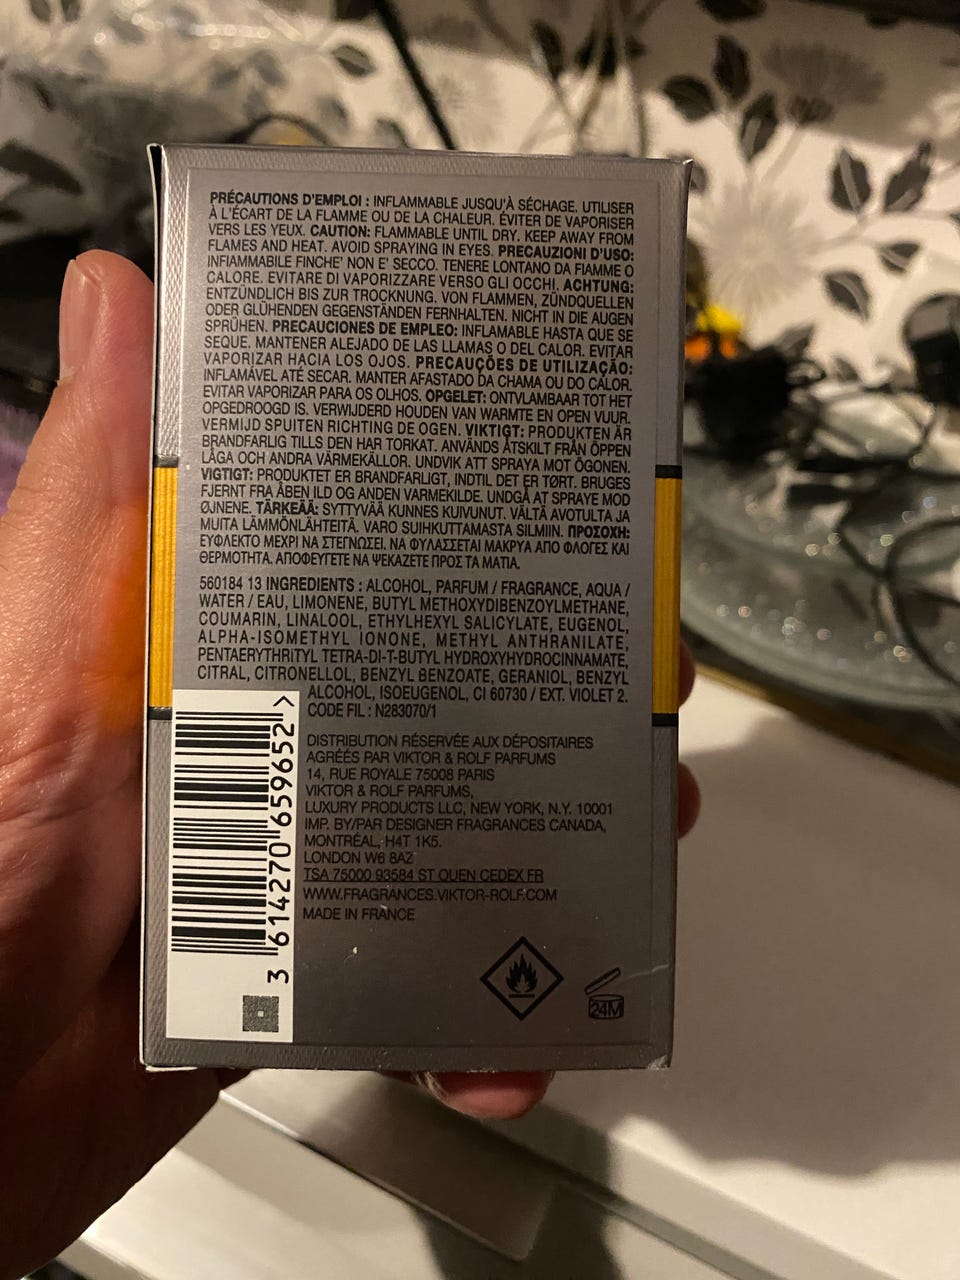 PRÉCAUTIONS D'EMPLOI : INFLAMMABLE JUSQU'À SÉCHAGE. UTILISER
À L'ÉCART DE LA FLAMME OU DE LA CHALEUR. ÉVITER DE VAPORISER
VERS LES YEUX. CAUTION: FLAMMABLE UNTIL DRY. KEEP AWAY FROM
FLAMES AND HEAT. AVOID SPRAYING IN EYES. PRECAUZIONI D'USO:
INFIAMMABILE FINCHE' NON E' SECCO. TENERE LONTANO DA FIAMME O
CALORE. EVITARE DI VAPORIZZARE VERSO GLI OCCHI. ACHTUNG:
ENTZÜNDLICH BIS ZUR TROCKNUNG. VON FLAMMEN, ZÜNDQUELLEN
ODER GLÜHENDEN GEGENSTÄNDEN FERNHALTEN. NICHT IN DIE AUGEN
SPRÜHEN. PRECAUCIONES DE EMPLEO: INFLAMABLE HASTA QUE SE
SEQUE. MANTENER ALEJADO DE LAS LLAMAS O DEL CALOR. EVITAR
VAPORIZAR HACIA LOS OJOS. PRECAUÇÕES DE UTILIZAÇÃO:
INFLAMÁVEL ATÉ SECAR. MANTER AFASTADO DA CHAMA OU DO CALOR.
EVITAR VAPORIZAR PARA OS OLHOS. OPGELET: ONTVLAMBAAR TOT HET
OPGEDROOGD IS. VERWIJDERD HOUDEN VAN WARMTE EN OPEN VUUR.
VERMIJD SPUITEN RICHTING DE OGEN. VIKTIGT: PRODUKTEN ÄR
BRANDFARLIG TILLS DEN HAR TORKAT. ANVÄNDS ÅTSKILT FRÅN ÖPPEN
LÅGA OCH ANDRA VÄRMEKÄLLOR. UNDVIK ATT SPRAYA MOT ÖGONEN.
VIGTIGT: PRODUKTET ER BRANDFARLIGT, INDTIL DET ER TØRT. BRUGES
FJERNT FRA ÅBEN ILD OG ANDEN VARMEKILDE. UNDGÅ AT SPRAYE MOD
ØJNENE. TÄRKEÄÄ: SYTTYVÄÄ KUNNES KUIVUNUT. VÄLTÄ AVOTULTA JA
MUITA LÄMMÖNLÄHTEITÄ. VARO SUIHKUTTAMASTA SILMIIN. ΠΡΟΣΟΧΗ:
ΕΥΦΛΕΚΤΟ ΜΕΧΡΙ ΝΑ ΣΤΕΓΝΩΣΕΙ. ΝΑ ΦΥΛΑΣΣΕΤΑΙ ΜΑΚΡΥΑ ΑΠΟ ΦΛΟΓΕΣ ΚΑΙ
ΘΕΡΜΟΤΗΤΑ. ΑΠΟΦΕΥΓΕΤΕ ΝΑ ΨΕΚΑΖΕΤΕ ΠΡΟΣ ΤΑ ΜΑΤΙΑ.
560184 13 INGREDIENTS : ALCOHOL, PARFUM / FRAGRANCE, AQUA /
WATER / EAU, LIMONENE, BUTYL METHOXYDIBENZOYLMETHANE,
COUMARIN, LINALOOL, ETHYLHEXYL SALICYLATE, EUGENOL,
ALPHA-ISOMETHYL IONONE, METHYL ANTHRANILATE,
PENTAERYTHRITYL TETRA-DI-T-BUTYL HYDROXYHYDROCINNAMATE,
CITRAL, CITRONELLOL, BENZYL BENZOATE, GERANIOL, BENZYL
ALCOHOL, ISOEUGENOL, CI 60730 / EXT. VIOLET 2.
CODE FIL : N283070/1
DISTRIBUTION RÉSERVÉE AUX DÉPOSITAIRES
AGRÉÉS PAR VIKTOR & ROLF PARFUMS
14, RUE ROYALE 75008 PARIS
VIKTOR & ROLF PARFUMS,
LUXURY PRODUCTS LLC, NEW YORK, N.Y. 10001
IMP. BY/PAR DESIGNER FRAGRANCES CANADA,
MONTRÉAL, H4T 1K5.
LONDON W6 8AZ
TSA 75000 93584 ST OUEN CEDEX FR
WWW.FRAGRANCES.VIKTOR-ROLF.COM
MADE IN FRANCE
3 614270 659652 >
24M